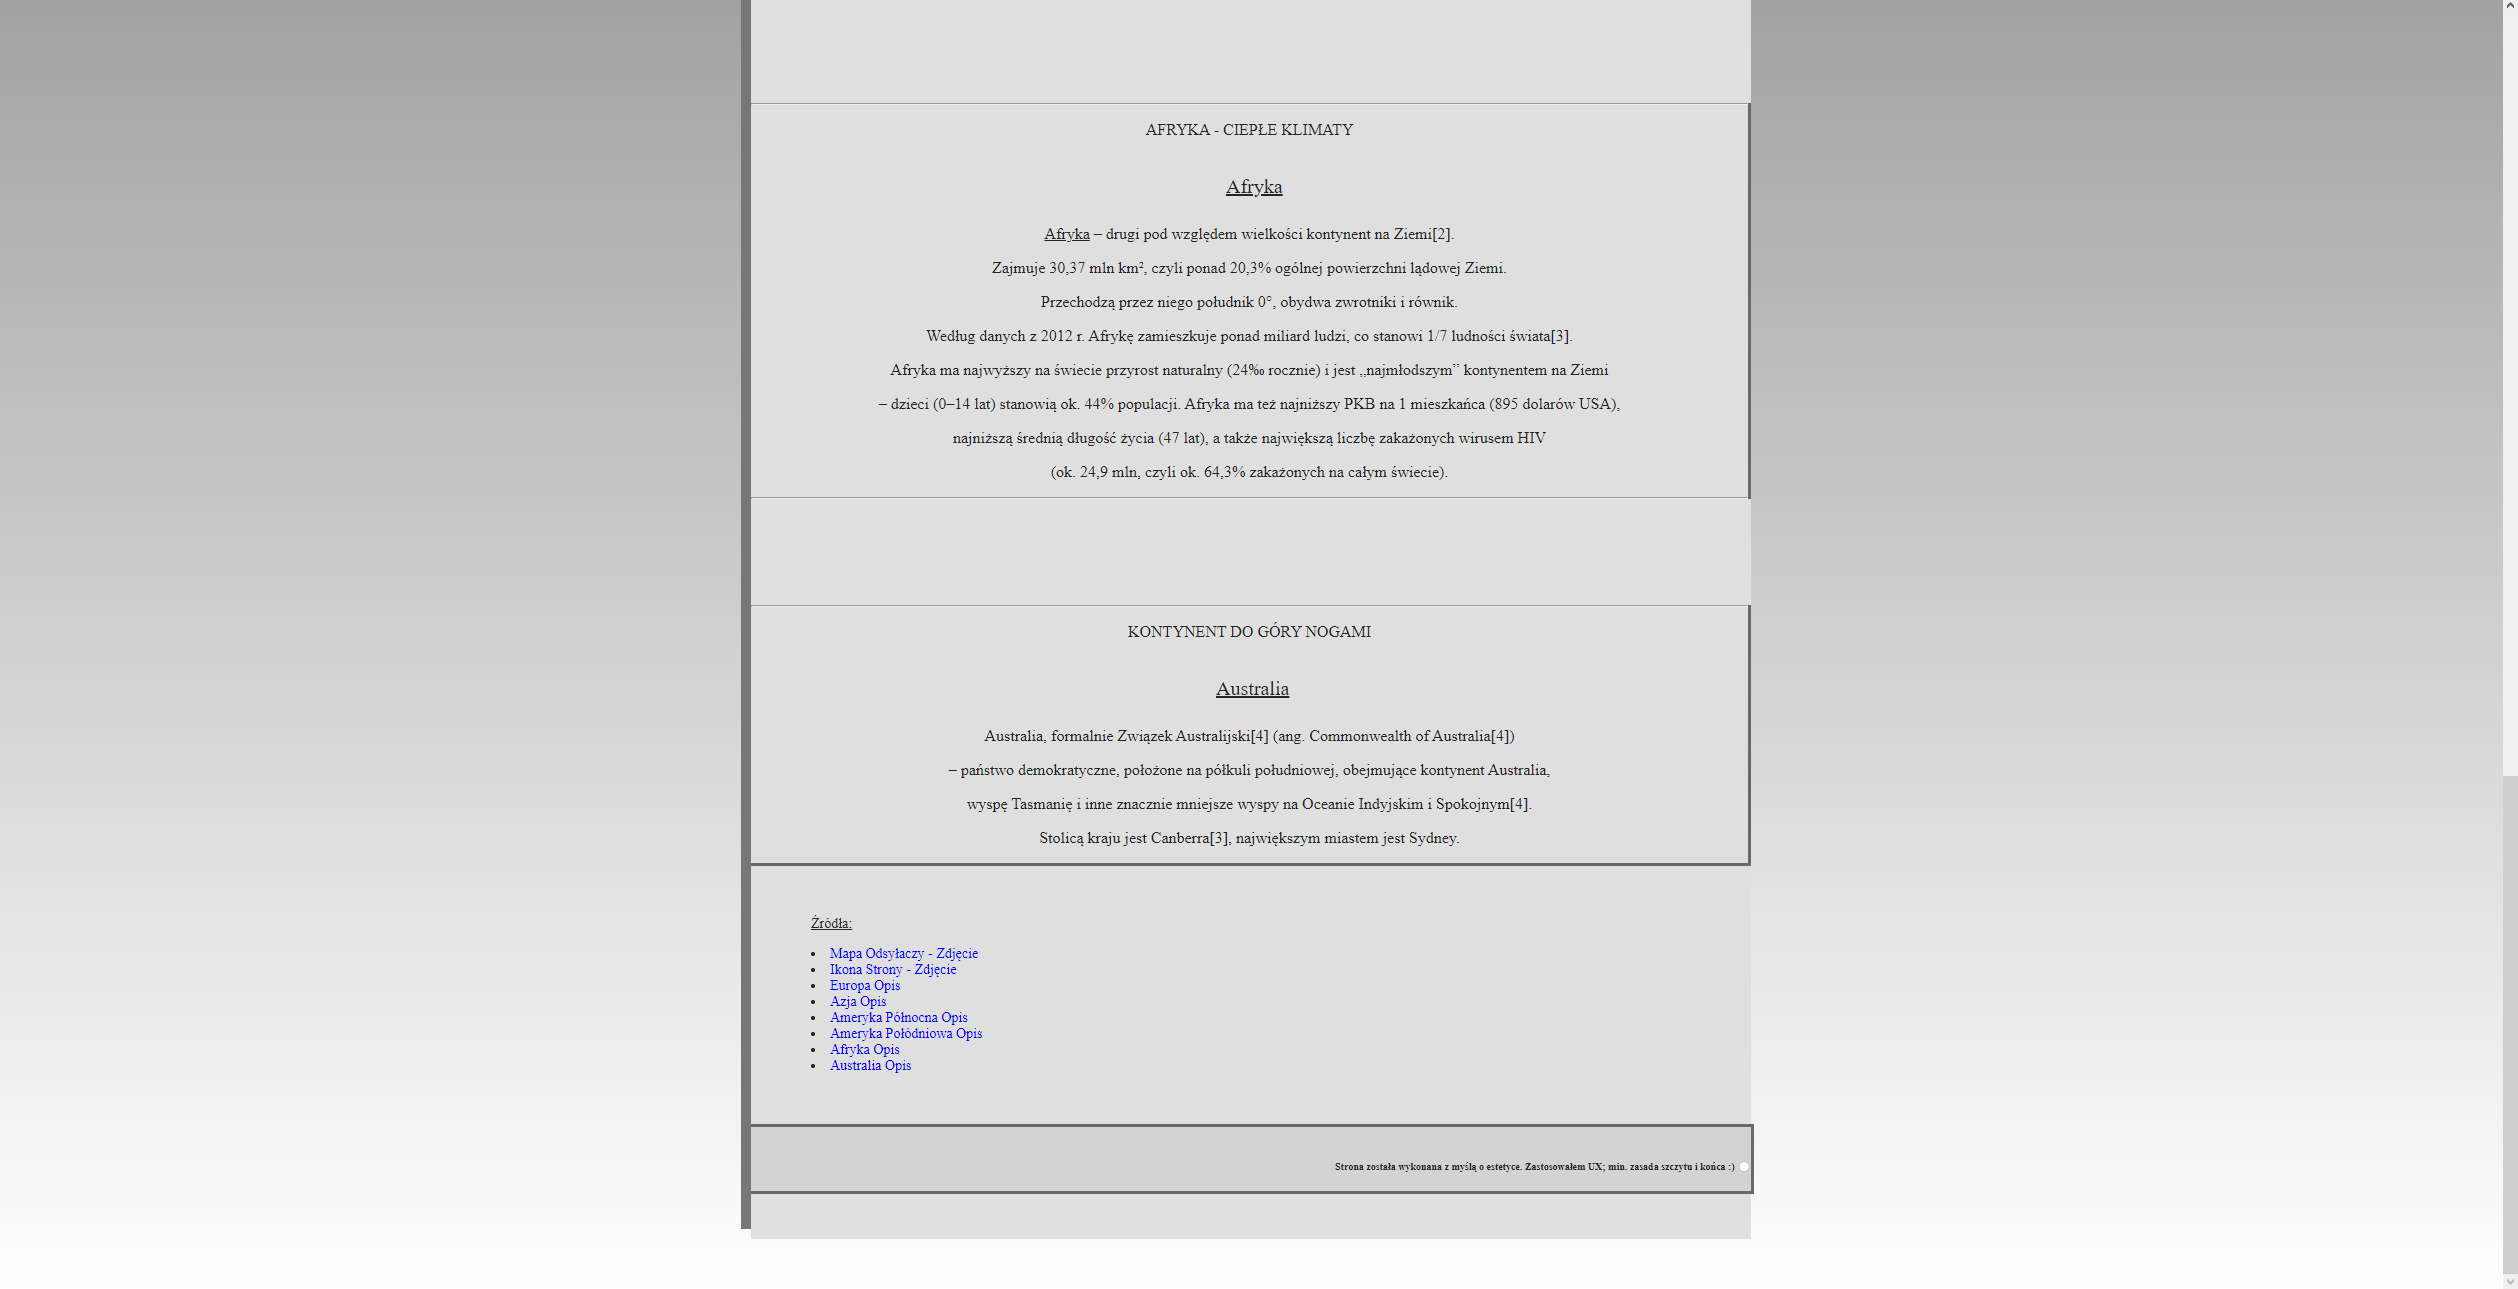 AFRYKA - CIEPŁE KLIMATY
Afryka
Afryka – drugi pod względem wielkości kontynent na Ziemi[2].
Zajmuje 30,37 mln km², czyli ponad 20,3% ogólnej powierzchni lądowej Ziemi.
Przechodzą przez niego południk 0°, obydwa zwrotniki i równik.
Według danych z 2012 r. Afrykę zamieszkuje ponad miliard ludzi, co stanowi 1/7 ludności świata[3].
Afryka ma najwyższy na świecie przyrost naturalny (24‰ rocznie) i jest „najmłodszym” kontynentem na Ziemi
– dzieci (0–14 lat) stanowią ok. 44% populacji. Afryka ma też najniższy PKB na 1 mieszkańca (895 dolarów USA),
najniższą średnią długość życia (47 lat), a także największą liczbę zakażonych wirusem HIV
(ok. 24,9 mln, czyli ok. 64,3% zakażonych na całym świecie).
KONTYNENT DO GÓRY NOGAMI
Australia
Australia, formalnie Związek Australijski[4] (ang. Commonwealth of Australia[4])
– państwo demokratyczne, położone na półkuli południowej, obejmujące kontynent Australia,
wyspę Tasmanię i inne znacznie mniejsze wyspy na Oceanie Indyjskim i Spokojnym[4].
Stolicą kraju jest Canberra[3], największym miastem jest Sydney.
Źródła:
• Mapa Odsyłaczy - Zdjęcie
• Ikona Strony - Zdjęcie
• Europa Opis
• Azja Opis
• Ameryka Północna Opis
• Ameryka Połódniowa Opis
• Afryka Opis
• Australia Opis
Strona została wykonana z myślą o estetyce. Zastosowałem UX; min. zasada szczytu i końca :)